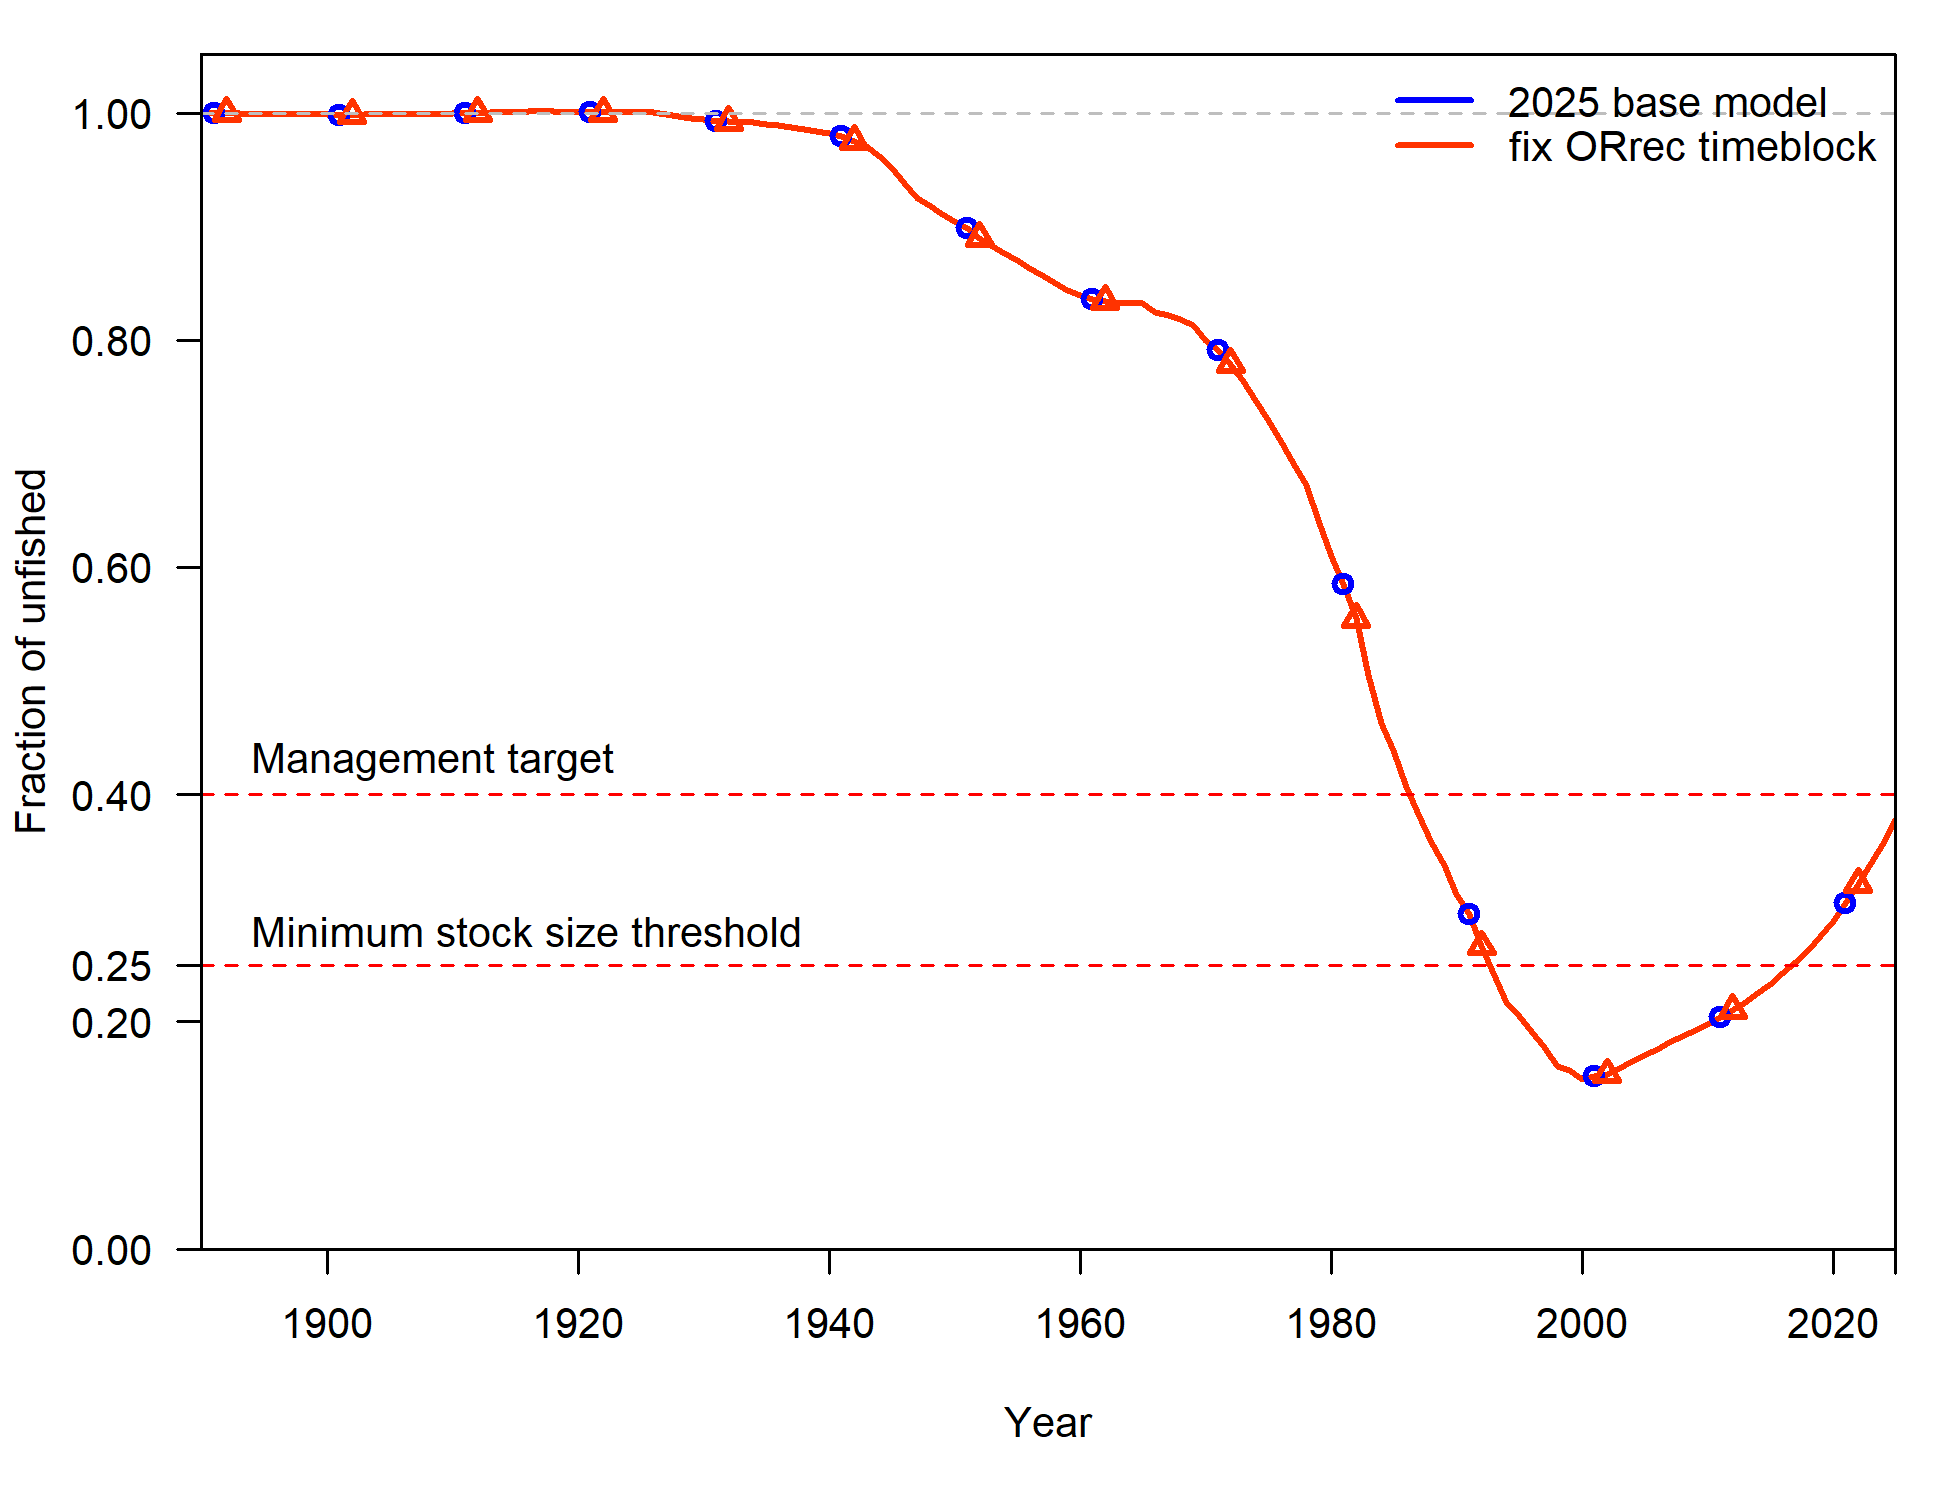 2025 base model
fix ORrec timeblock
1.00
0.80
0.60
0.40
0.25
0.20
0.00
Fraction of unfished
Management target
Minimum stock size threshold
1900 1920 1940 1960 1980 2000 2020
Year